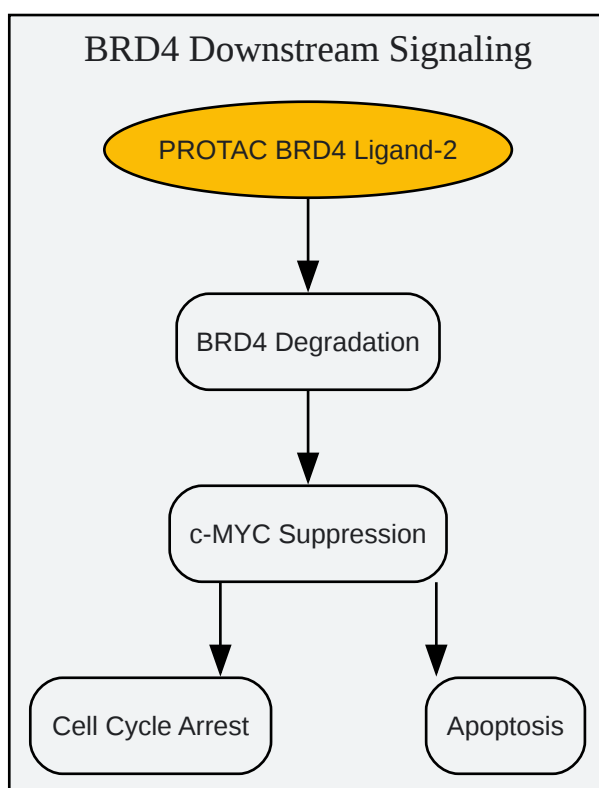 BRD4 Downstream Signaling
PROTAC BRD4 Ligand-2
BRD4 Degradation
c-MYC Suppression
Cell Cycle Arrest
Apoptosis